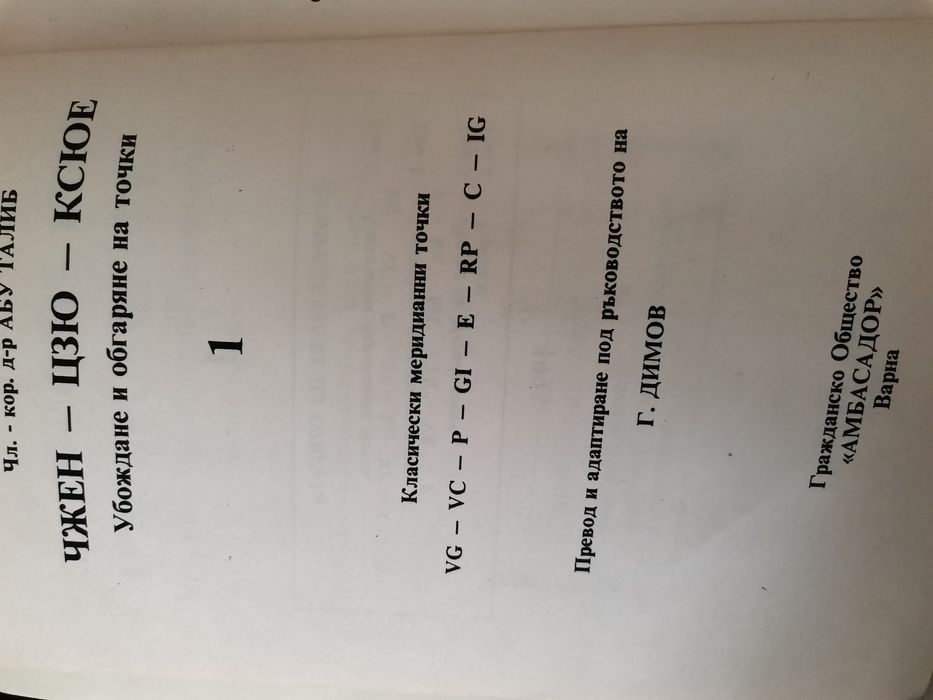 Чл. - кор. д-р АБУ ТАЛИБ
ЧЖЕН – ЦЗЮ – КСЮЕ
Убождане и обгаряне на точки
1
Класически меридианни точки
VG – VC – P – GI – E – RP – C – IG
Превод и адаптиране под ръководството на
Г. ДИМОВ
Гражданско Общество
«АМБАСАДОР»
Варна